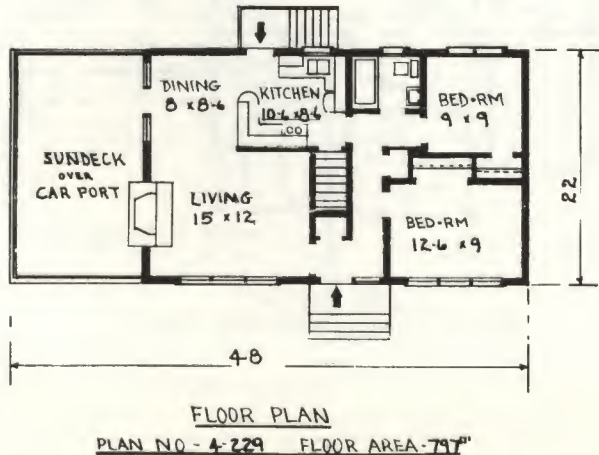 DINING
8 x 8-6
KITCHEN
10-6 x 8-6
BED-RM
9 x 9
SUNDECK
OVER
CAR PORT
LIVING
15 x 12
BED-RM
12-6 x 9
22
48
FLOOR PLAN
PLAN NO - 4-229 FLOOR AREA - 797□"